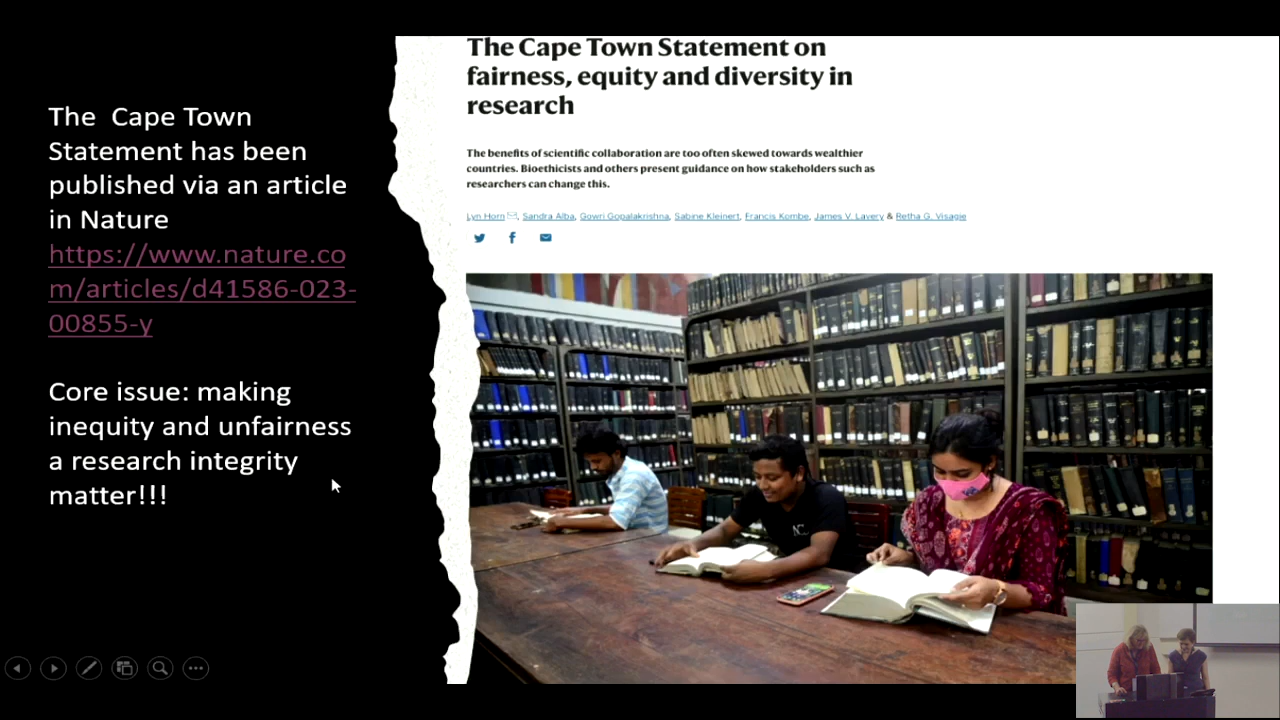 The  Cape Town
Statement has been
published via an article
in Nature
https://www.nature.co
m/articles/d41586-023-
00855-y
Core issue: making
inequity and unfairness
a research integrity
matter!!!
The Cape Town Statement on
fairness, equity and diversity in
research
The benefits of scientific collaboration are too often skewed towards wealthier
countries. Bioethicists and others present guidance on how stakeholders such as
researchers can change this.
Lyn Horn, Sandra Alba, Gowri Gopalakrishna, Sabine Kleinert, Francis Kombe, James V. Lavery & Retha G. Visagie